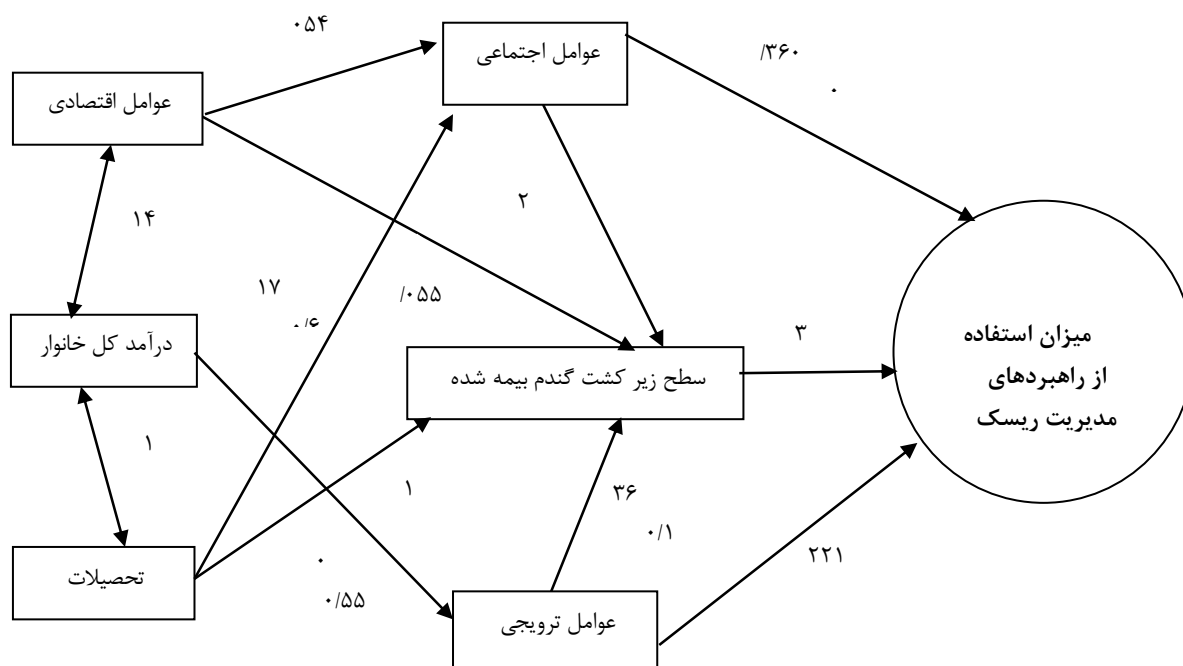 ۰۵۴
عوامل اجتماعی
/۳۶۰
۰
عوامل اقتصادی
۱۴
۲
۱۷
۰/۶
/۰۵۵
درآمد کل خانوار
سطح زیر کشت گندم بیمه شده
۳
میزان استفاده
از راهبردهای
مدیریت ریسک
۱
۱
۳۶
۰/۱
۲۲۱
تحصیلات
۰
۰/۵۵
عوامل ترویجی